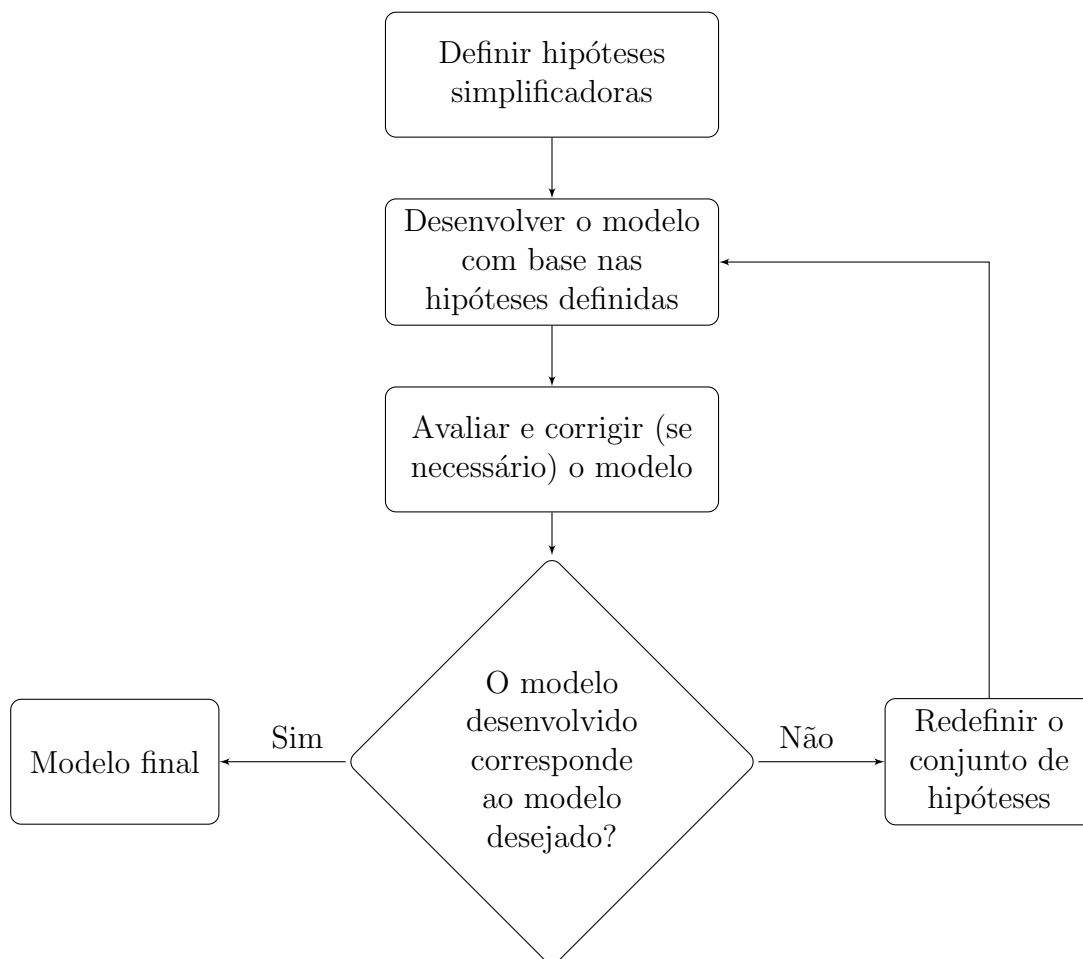 Definir hipóteses
simplificadoras
Desenvolver o modelo
com base nas
hipóteses definidas
Avaliar e corrigir (se
necessário) o modelo
O modelo
desenvolvido
corresponde
ao modelo
desejado?
Sim
Modelo final
Não
Redefinir o
conjunto de
hipóteses